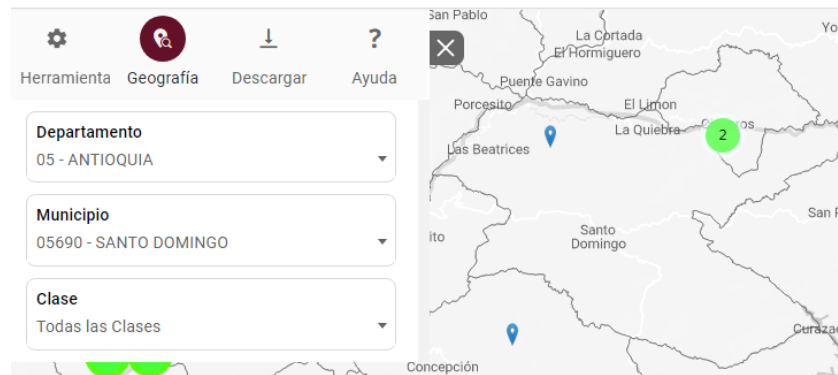 Herramienta
Geografía
Descargar
Ayuda
Departamento
05 - ANTIOQUIA
Municipio
05690 - SANTO DOMINGO
Clase
Todas las Clases
San Pablo
La Cortada
El Hormiguero
Yo
Puente Gavino
Porcesito
El Limon
La Quiebra
2
Las Beatrices
San
ito
Santo
Domingo
Curaza
Concepción